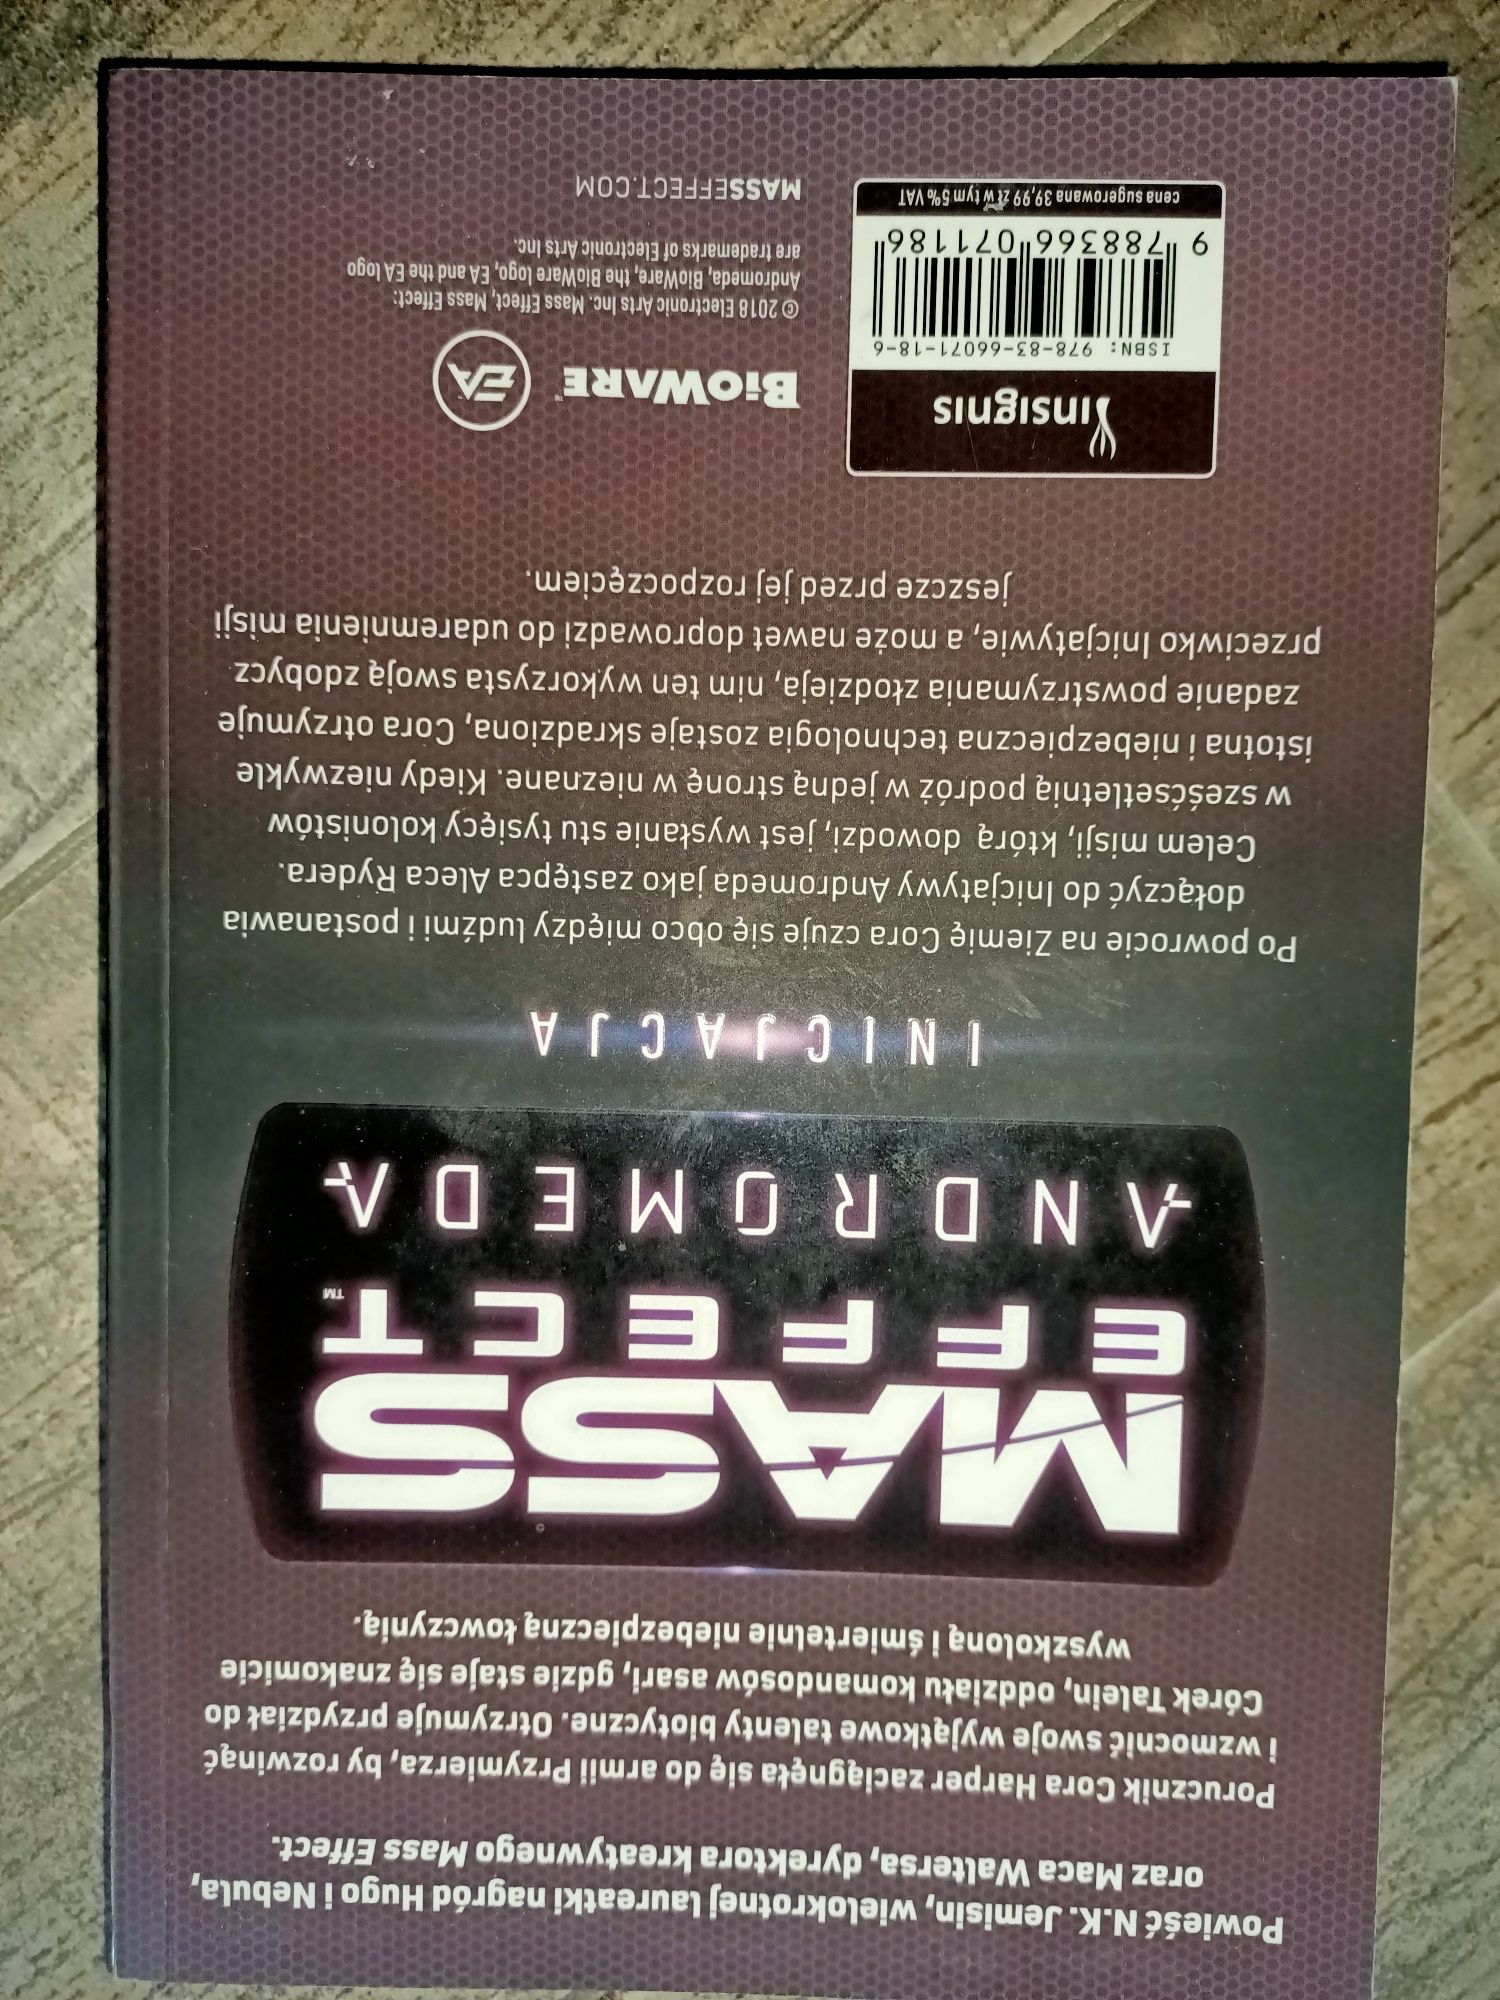 Powieść N.K. Jemisin, wielokrotnej laureatki nagród Hugo i Nebula,
oraz Maca Waltersa, dyrektora kreatywnego Mass Effect.
Porucznik Cora Harper zaciągnęta się do armii Przymierza, by rozwinąć
i wzmocnić swoje wyjątkowe talenty biotyczne. Otrzymuje przydział do
Córek Talein, oddziału komandosów asari, gdzie staje się znakomicie
wyszkoloną i śmiertelnie niebezpieczną łowczynią.
MASS
EFFECT™
ANDROMEDA
INICJACJA
Po powrocie na Ziemię Cora czuje się obco między ludźmi i postanawia
dołączyć do Inicjatywy Andromeda jako zastępca Aleca Rydera.
Celem misji, którą dowodzi, jest wysłanie stu tysięcy kolonistów
w sześćsetletnią podróż w jedną stronę w nieznane. Kiedy niezwykle
istotna i niebezpieczna technologia zostaje skradziona, Cora otrzymuje
zadanie powstrzymania złodzieja, nim ten wykorzysta swoją zdobycz
przeciwko Inicjatywie, a może nawet doprowadzi do udaremnienia misji
jeszcze przed jej rozpoczęciem.
insignis
ISBN: 978-83-66071-18-6
9 788366 071186
cena sugerowana 39,99 zł w tym 5% VAT
BIOWARE™
EA
© 2018 Electronic Arts Inc. Mass Effect, Mass Effect:
Andromeda, BioWare, the BioWare logo, EA and the EA logo
are trademarks of Electronic Arts Inc.
MASSEFFECT.COM